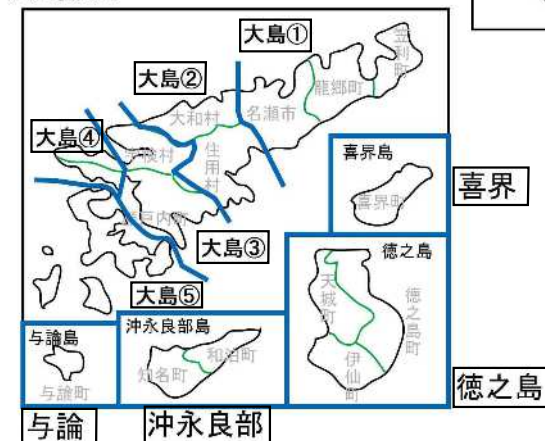 大島①
笠利町
大島②
龍郷町
大和村
名瀬市
大島④
宇検村
住用村
喜界島
喜界
喜界町
瀬戸内町
大島③
徳之島
天城町
大島⑤
徳之島町
沖永良部島
与論島
和泊町
伊仙町
知名町
与論町
徳之島
与論
沖永良部